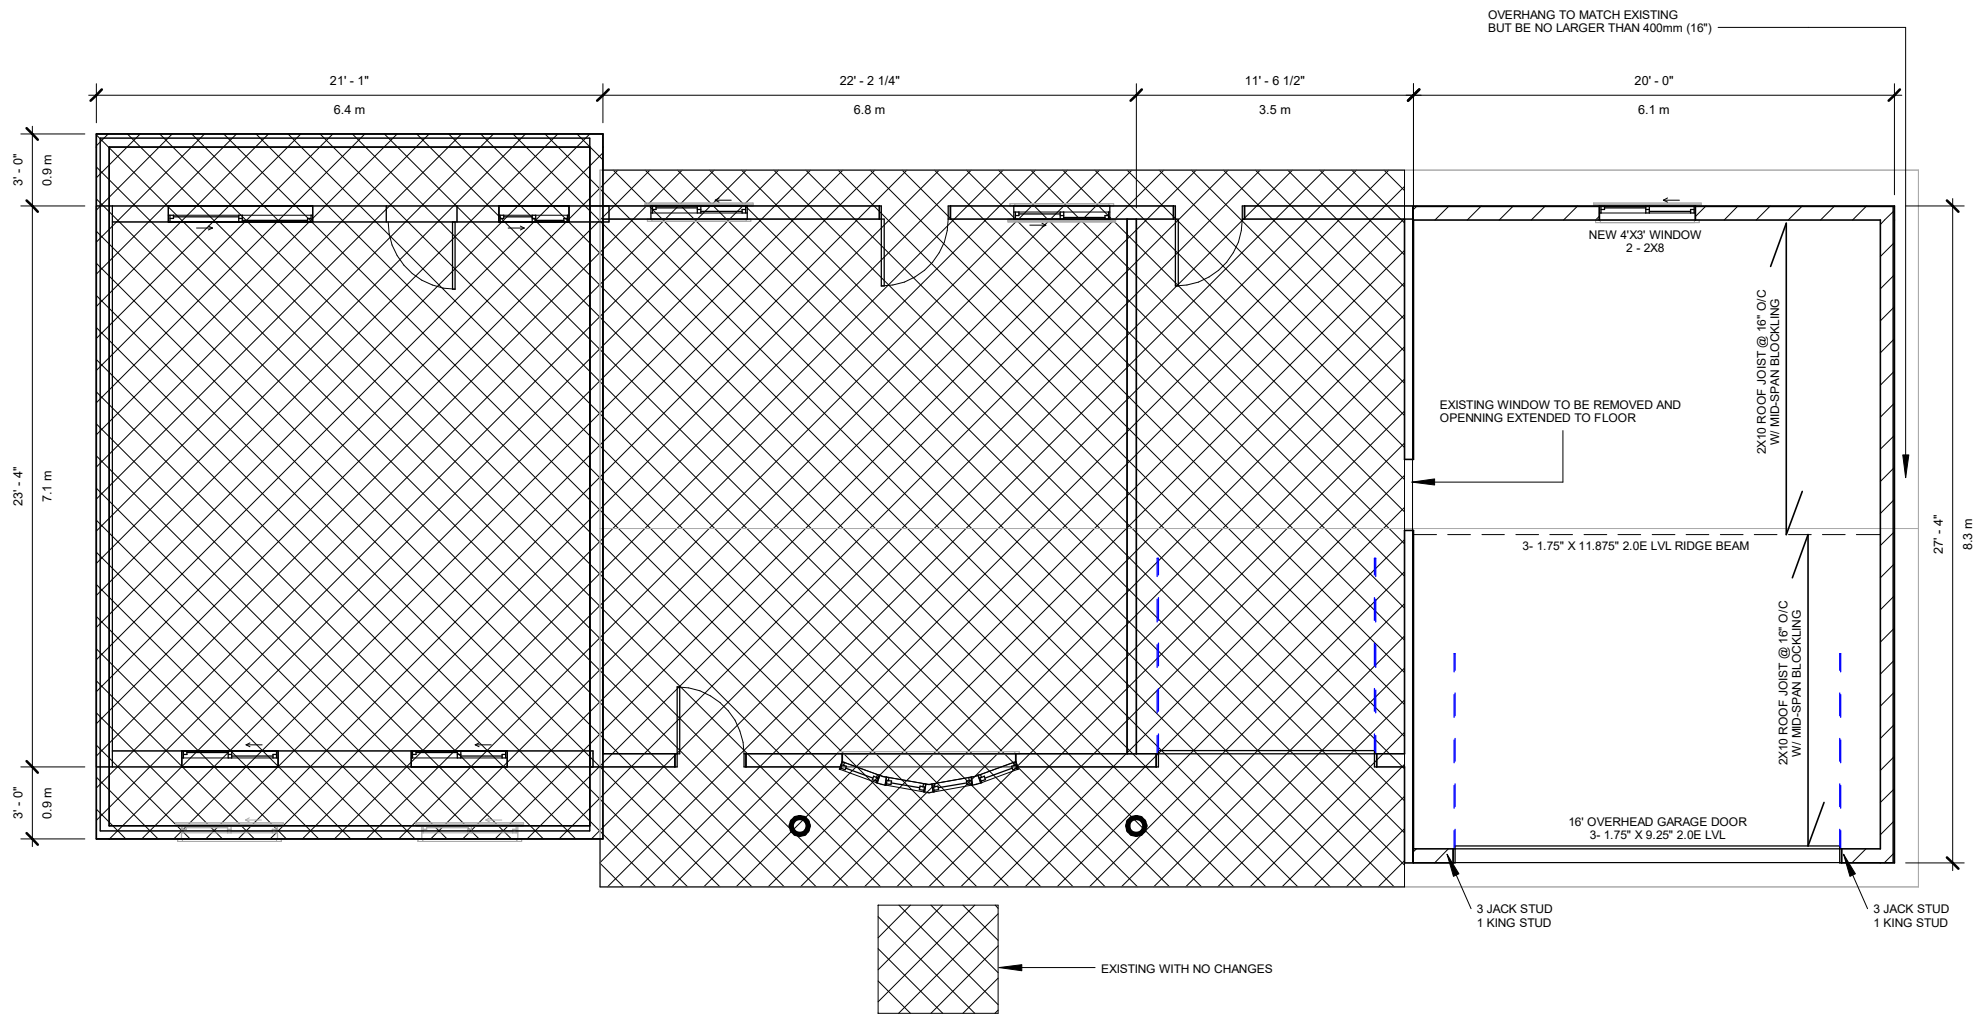 OVERHANG TO MATCH EXISTING
BUT BE NO LARGER THAN 400mm (16")
21' - 1"
22' - 2 1/4"
11' - 6 1/2"
20' - 0"
6.4 m
6.8 m
3.5 m
6.1 m
3' - 0"
0.9 m
NEW 4'X3' WINDOW
2 - 2X8
2X10 ROOF JOIST @ 16" O/C
W/ MID-SPAN BLOCKLING
EXISTING WINDOW TO BE REMOVED AND
OPENNING EXTENDED TO FLOOR
23' - 4"
7.1 m
27' - 4"
8.3 m
3- 1.75" X 11.875" 2.0E LVL RIDGE BEAM
2X10 ROOF JOIST @ 16" O/C
W/ MID-SPAN BLOCKLING
3' - 0"
0.9 m
16' OVERHEAD GARAGE DOOR
3- 1.75" X 9.25" 2.0E LVL
3 JACK STUD
1 KING STUD
3 JACK STUD
1 KING STUD
EXISTING WITH NO CHANGES